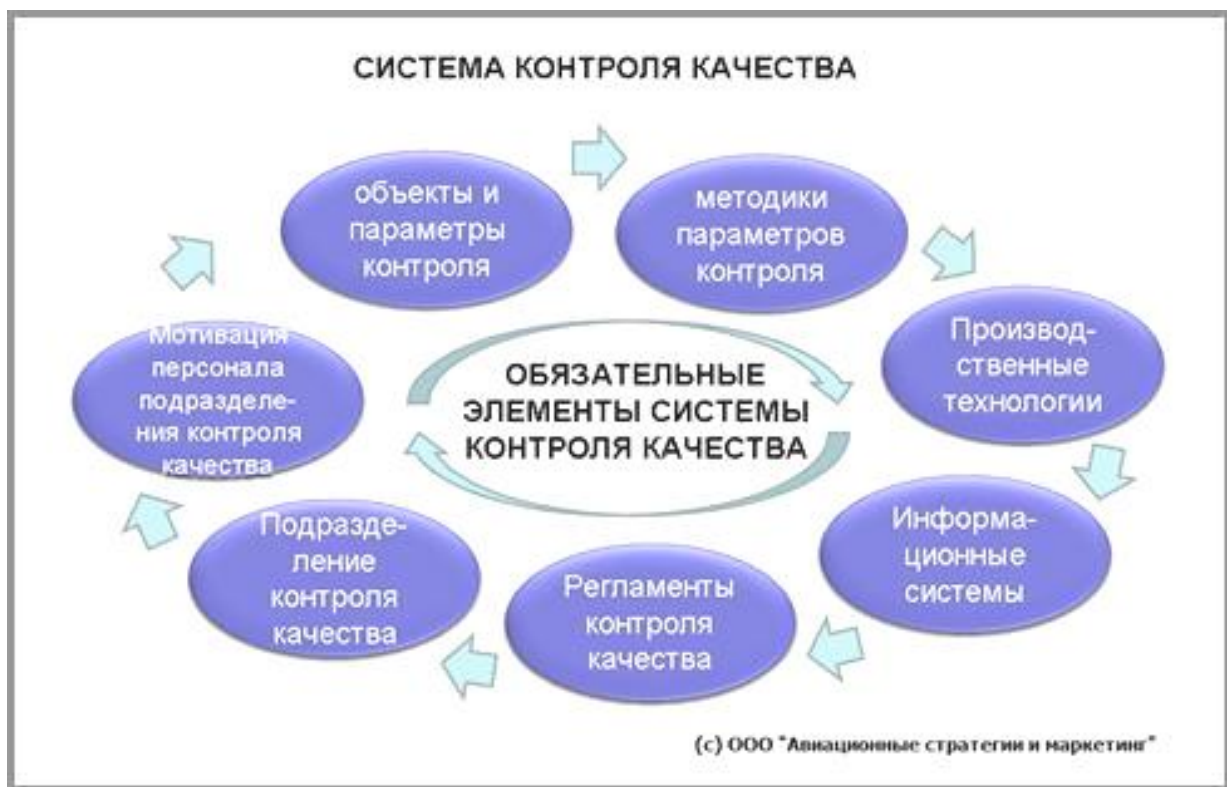 СИСТЕМА КОНТРОЛЯ КАЧЕСТВА
объекты и
параметры
контроля
методики
параметров
контроля
Производ-
ственные
технологии
Информа-
ционные
системы
Регламенты
контроля
качества
Подразде-
ление
контроля
качества
Мотивация
персонала
подразделе-
ния контроля
качества
ОБЯЗАТЕЛЬНЫЕ
ЭЛЕМЕНТЫ СИСТЕМЫ
КОНТРОЛЯ КАЧЕСТВА
(c) ООО "Авиационные стратегии и маркетинг"